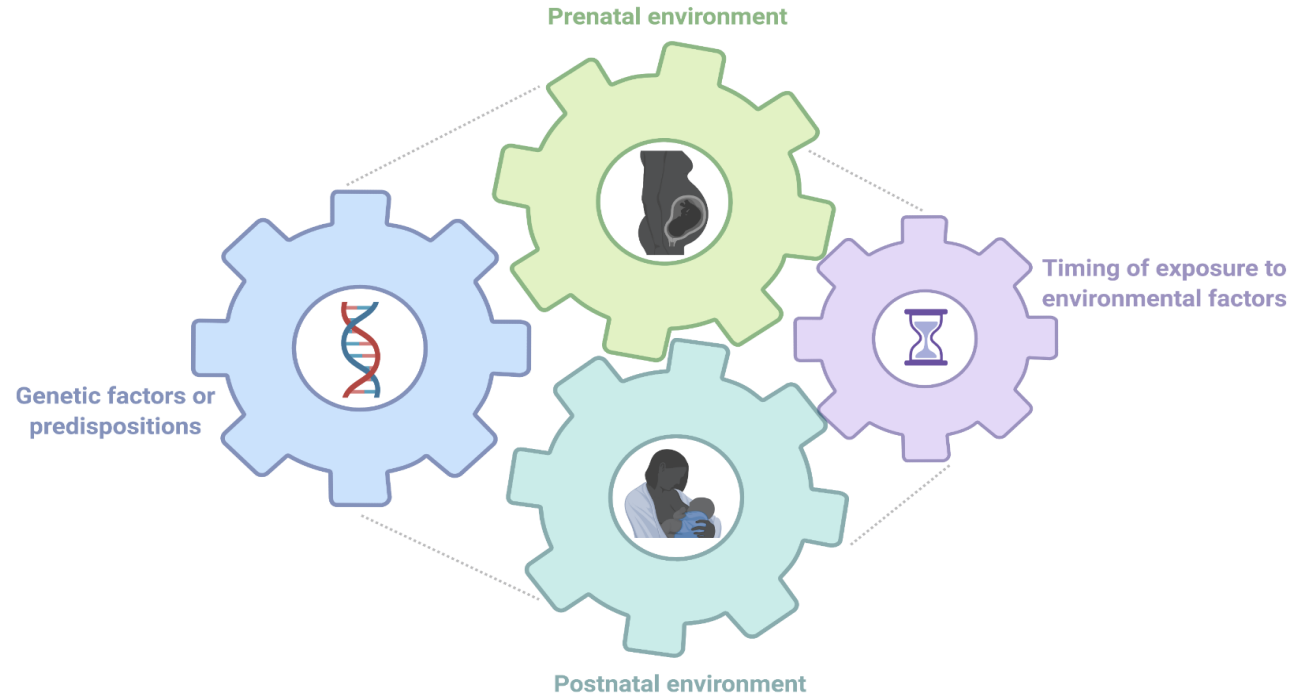 Prenatal environment
Timing of exposure to
environmental factors
Genetic factors or
predispositions
Postnatal environment